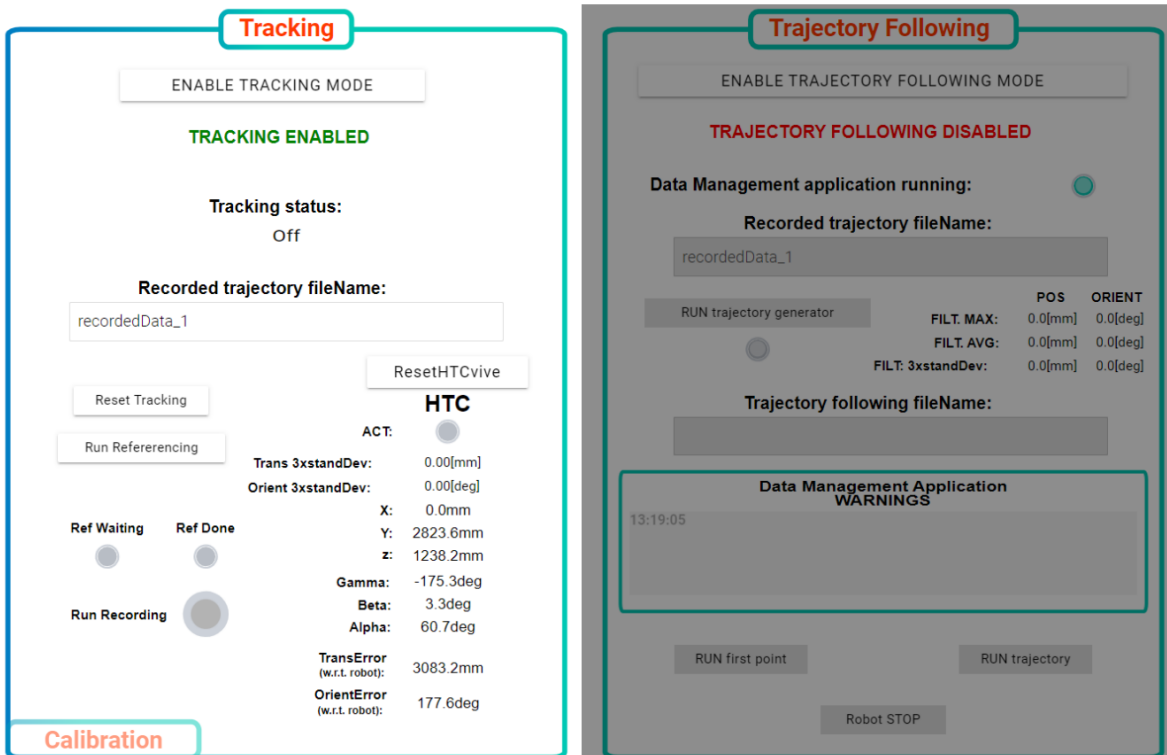 Tracking
ENABLE TRACKING MODE
TRACKING ENABLED
Tracking status:
Off
Recorded trajectory fileName:
recordedData_1
ResetHTCvive
Reset Tracking
HTC
ACT:
Run Refererencing
Trans 3xstandDev: 0.00[mm]
Orient 3xstandDev: 0.00[deg]
X: 0.0mm
Ref Waiting Ref Done
Y: 2823.6mm
z: 1238.2mm
Gamma: -175.3deg
Beta: 3.3deg
Run Recording
Alpha: 60.7deg
TransError
(w.r.t. robot): 3083.2mm
OrientError
(w.r.t. robot): 177.6deg
Calibration
Trajectory Following
ENABLE TRAJECTORY FOLLOWING MODE
TRAJECTORY FOLLOWING DISABLED
Data Management application running:
Recorded trajectory fileName:
recordedData_1
POS ORIENT
RUN trajectory generator
FILT. MAX: 0.0[mm] 0.0[deg]
FILT. AVG: 0.0[mm] 0.0[deg]
FILT: 3xstandDev: 0.0[mm] 0.0[deg]
Trajectory following fileName:
Data Management Application
WARNINGS
13:19:05
RUN first point RUN trajectory
Robot STOP